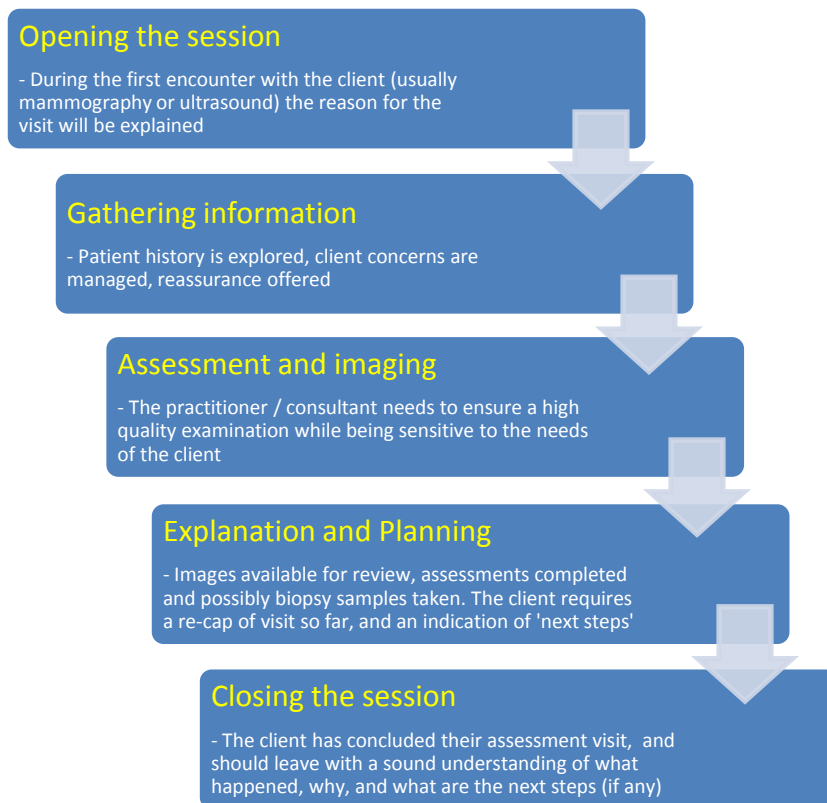 Opening the session
- During the first encounter with the client (usually
mammography or ultrasound) the reason for the
visit will be explained
Gathering information
- Patient history is explored, client concerns are
managed, reassurance offered
Assessment and imaging
- The practitioner / consultant needs to ensure a high
quality examination while being sensitive to the needs
of the client
Explanation and Planning
- Images available for review, assessments completed
and possibly biopsy samples taken. The client requires
a re-cap of visit so far, and an indication of 'next steps'
Closing the session
- The client has concluded their assessment visit,  and
should leave with a sound understanding of what
happened, why, and what are the next steps (if any)